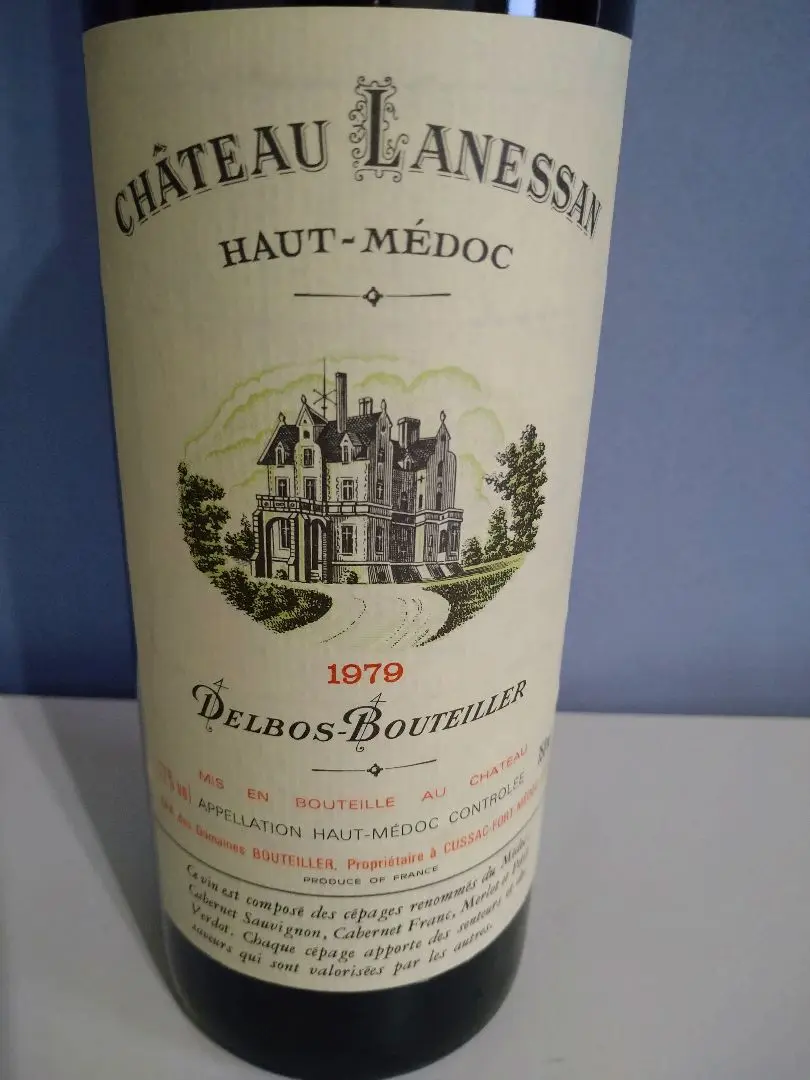 CHÂTEAU LANESSAN
HAUT-MÉDOC
1979
DELBOS-BOUTEILLER
MIS EN BOUTEILLE AU CHATEAU
APPELLATION HAUT-MÉDOC CONTROLÉE
des Domaines BOUTEILLER, Propriétaire à CUSSAC-FORT-MÉDOC
PRODUCE OF FRANCE
Ce vin est composé des cépages renommés du Médoc,
Cabernet Sauvignon, Cabernet Franc, Merlot et Petit
Verdot. Chaque cépage apporte des senteurs et des
saveurs qui sont valorisées par les autres.